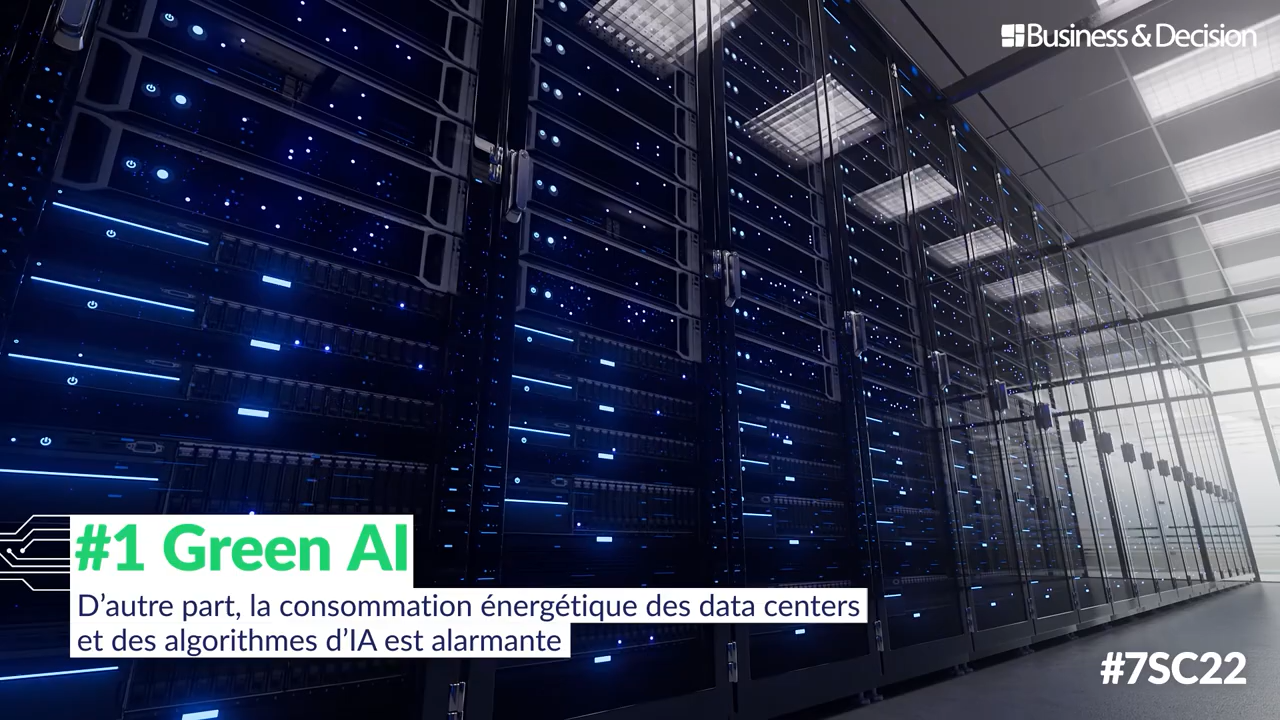 Business & Decision
#1 Green AI
D’autre part, la consommation énergétique des data centers
et des algorithmes d’IA est alarmante
#7SC22